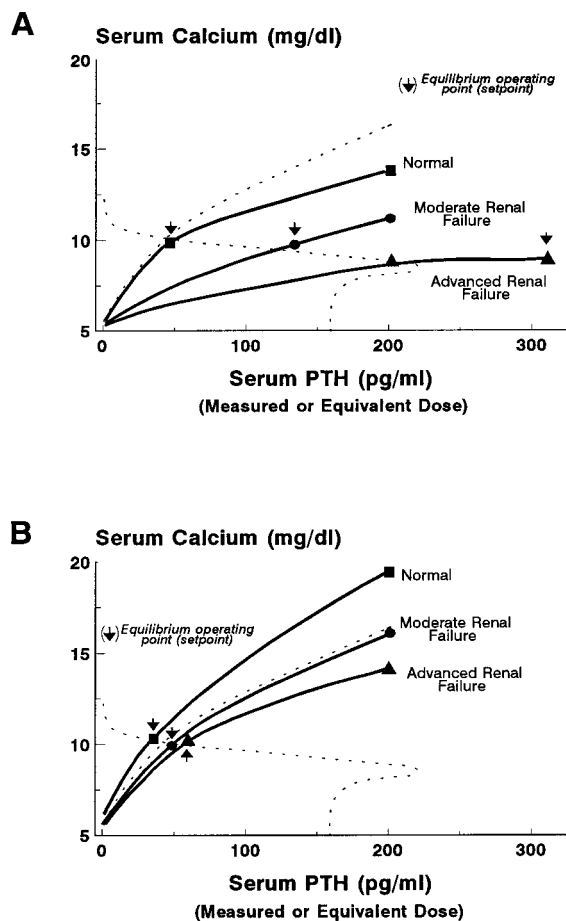 A
Serum Calcium (mg/dl)
20
15
10
5
(↓) Equilibrium operating
point (setpoint)
Normal
Moderate Renal
Failure
Advanced Renal
Failure
0
100
200
300
Serum PTH (pg/ml)
(Measured or Equivalent Dose)
B
Serum Calcium (mg/dl)
20
15
10
5
(↓) Equilibrium operating
point (setpoint)
Normal
Moderate Renal
Failure
Advanced Renal
Failure
0
100
200
300
Serum PTH (pg/ml)
(Measured or Equivalent Dose)